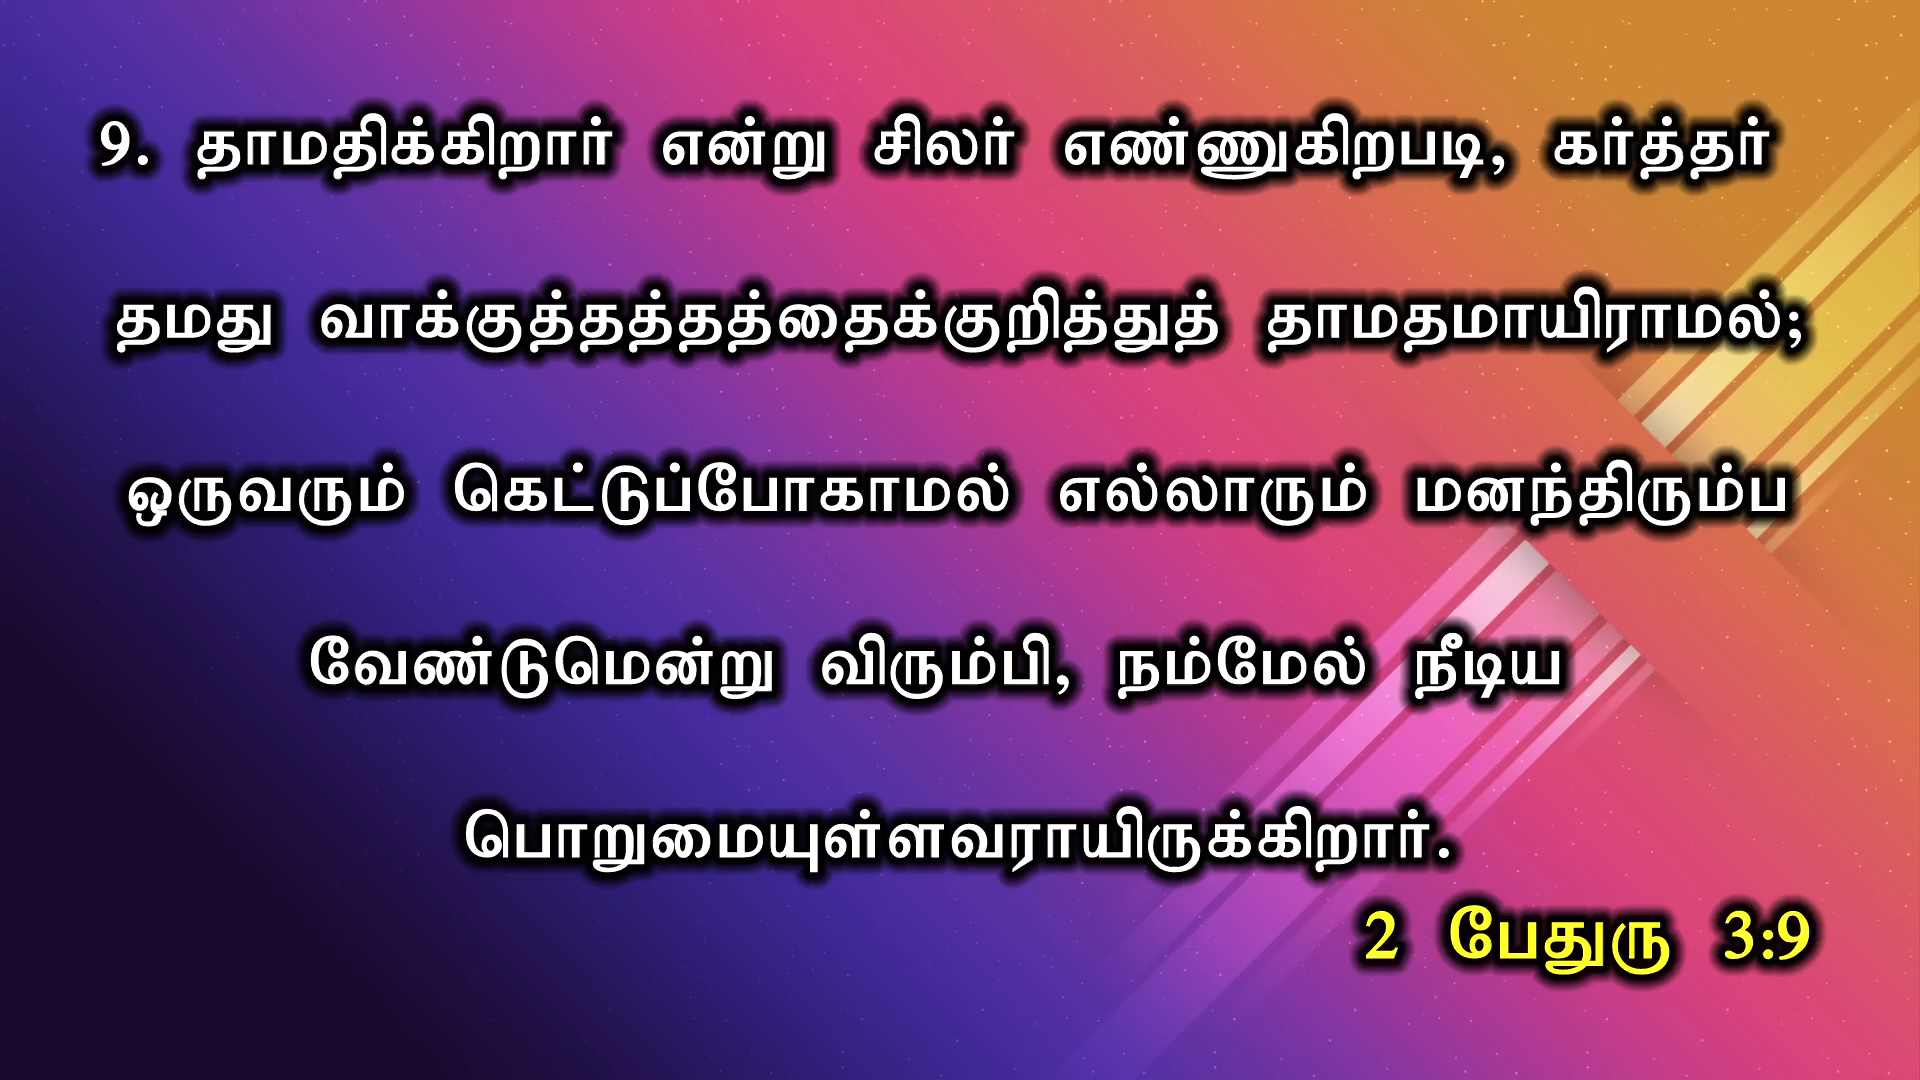 9. தாமதிக்கிறார் என்று சிலர் எண்ணுகிறபடி, கர்த்தர்
தமது வாக்குத்தத்தத்தைக்குறித்துத் தாமதமாயிராமல்;
ஒருவரும் கெட்டுப்போகாமல் எல்லாரும் மனந்திரும்ப
வேண்டுமென்று விரும்பி, நம்மேல் நீடிய
பொறுமையுள்ளவராயிருக்கிறார்.
2 பேதுரு 3:9